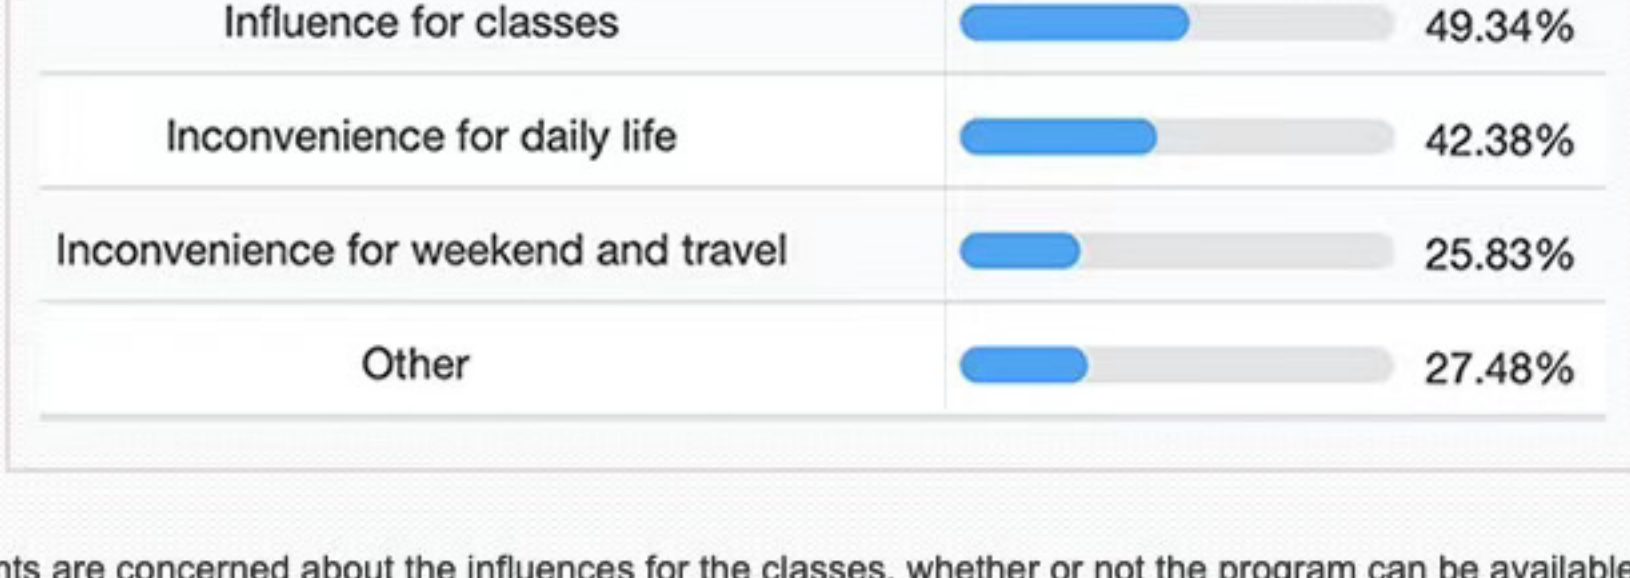 Influence for classes 49.34%
Inconvenience for daily life 42.38%
Inconvenience for weekend and travel 25.83%
Other 27.48%
are concerned about the influences for the classes, whether or not the program can be available